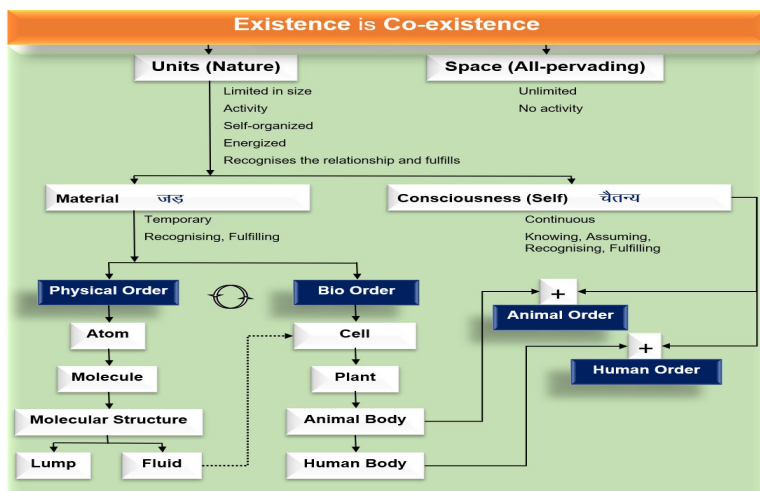 Existence is Co-existence
Units (Nature)
Space (All-pervading)
Limited in size
Activity
Self-organized
Energized
Recognises the relationship and fulfills
Unlimited
No activity
Material जड़
Consciousness (Self) चैतन्य
Temporary
Recognising, Fulfilling
Continuous
Knowing, Assuming,
Recognising, Fulfilling
Physical Order
Bio Order
+
Animal Order
Atom
Cell
+
Human Order
Molecule
Plant
Molecular Structure
Animal Body
Lump
Fluid
Human Body